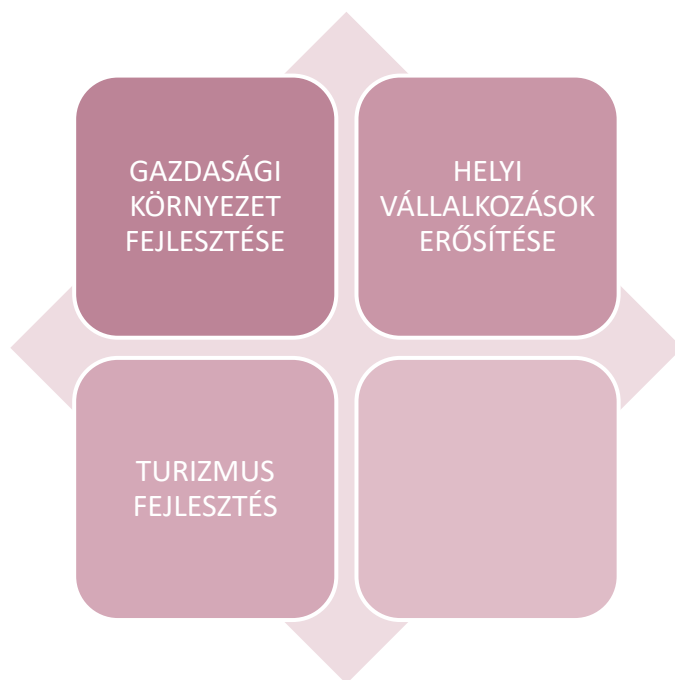 GAZDASÁGI
KÖRNYEZET
FEJLESZTÉSE
HELYI
VÁLLALKOZÁSOK
ERŐSÍTÉSE
TURIZMUS
FEJLESZTÉS